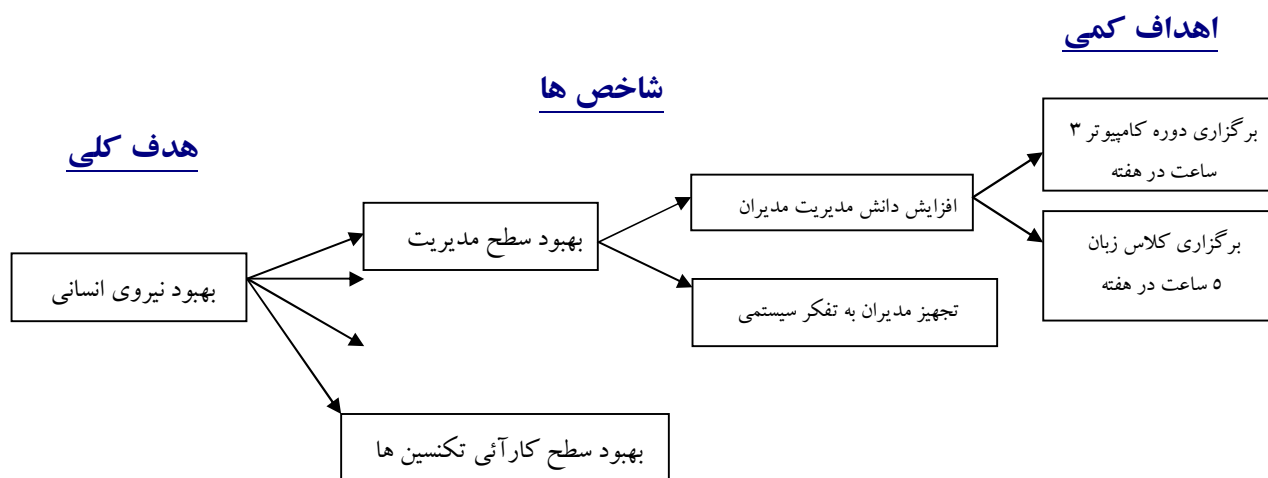 اهداف کمی
شاخص ها
هدف کلی
برگزاری دوره کامپیوتر ۳
ساعت در هفته
افزایش دانش مدیریت مدیران
بهبود سطح مدیریت
برگزاری کلاس زبان
۵ ساعت در هفته
بهبود نیروی انسانی
تجهیز مدیران به تفکر سیستمی
بهبود سطح کارآئی تکنسین ها